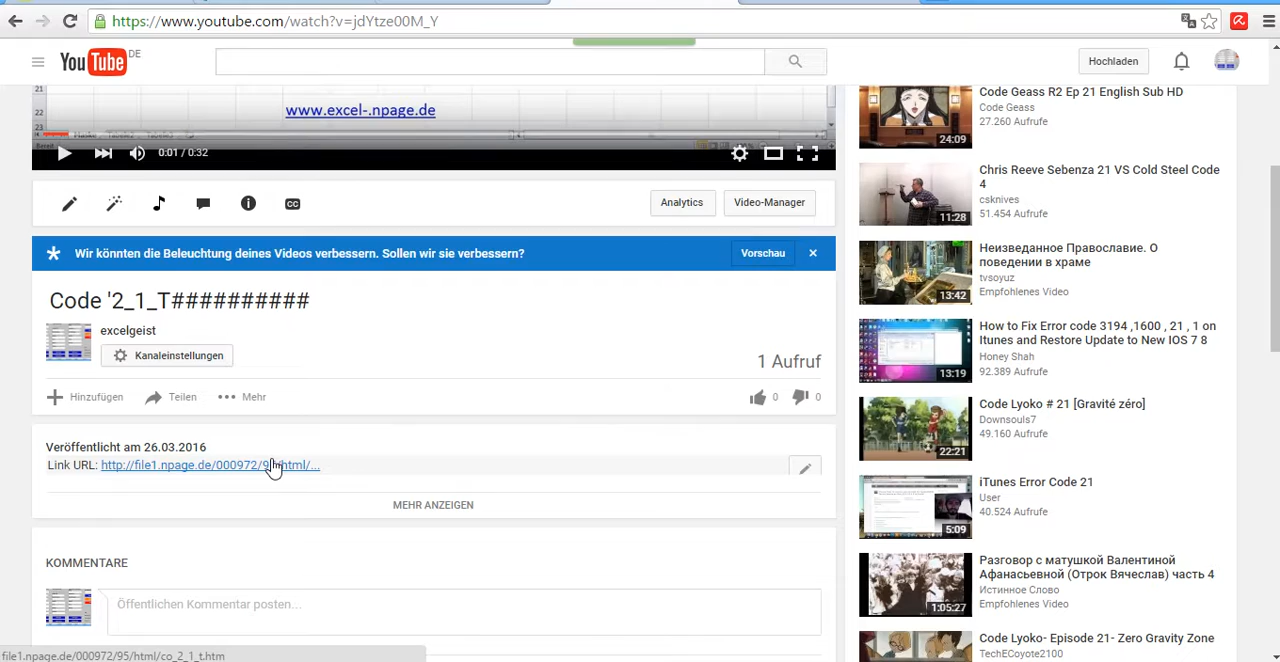 https://www.youtube.com/watch?v=jdYtze00M_Y
YouTube DE
Hochladen
21
22
23
www.excel-.npage.de
0:01 / 0:32
Analytics
Video-Manager
Wir könnten die Beleuchtung deines Videos verbessern. Sollen wir sie verbessern?
Vorschau
Code '2_1_T##########
excelgeist
Kanaleinstellungen
1 Aufruf
Hinzufügen
Teilen
Mehr
0
0
Veröffentlicht am 26.03.2016
Link URL: http://file1.npage.de/000972/95/html/...
MEHR ANZEIGEN
KOMMENTARE
Öffentlichen Kommentar posten...
file1.npage.de/000972/95/html/co_2_1_t.htm
Code Geass R2 Ep 21 English Sub HD
Code Geass
27.260 Aufrufe
24:09
Chris Reeve Sebenza 21 VS Cold Steel Code
4
csknives
51.454 Aufrufe
11:28
Неизведанное Православие. О
поведении в храме
tvsoyuz
Empfohlenes Video
13:42
How to Fix Error code 3194 ,1600 , 21 , 1 on
Itunes and Restore Update to New IOS 7 8
Honey Shah
92.389 Aufrufe
13:19
Code Lyoko # 21 [Gravité zéro]
Downsouls7
49.160 Aufrufe
22:21
iTunes Error Code 21
User
40.524 Aufrufe
5:09
Разговор с матушкой Валентиной
Афанасьевной (Отрок Вячеслав) часть 4
Истинное Слово
Empfohlenes Video
1:05:27
Code Lyoko- Episode 21- Zero Gravity Zone
TechECoyote2100